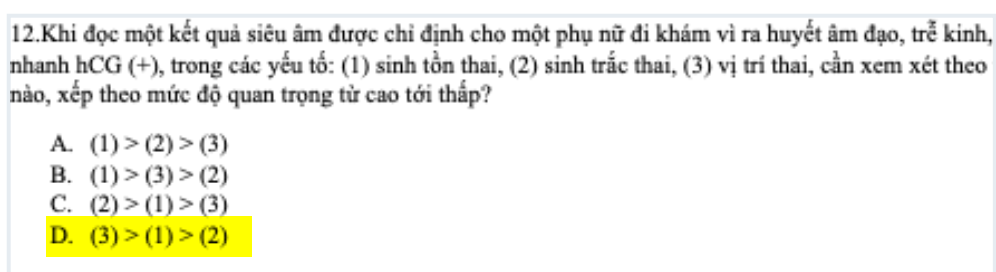 12.Khi đọc một kết quả siêu âm được chỉ định cho một phụ nữ đi khám vì ra huyết âm đạo, trễ kinh,
nhanh hCG (+), trong các yếu tố: (1) sinh tồn thai, (2) sinh trắc thai, (3) vị trí thai, cần xem xét theo
nào, xếp theo mức độ quan trọng từ cao tới thấp?
A. (1) > (2) > (3)
B. (1) > (3) > (2)
C. (2) > (1) > (3)
D. (3) > (1) > (2)